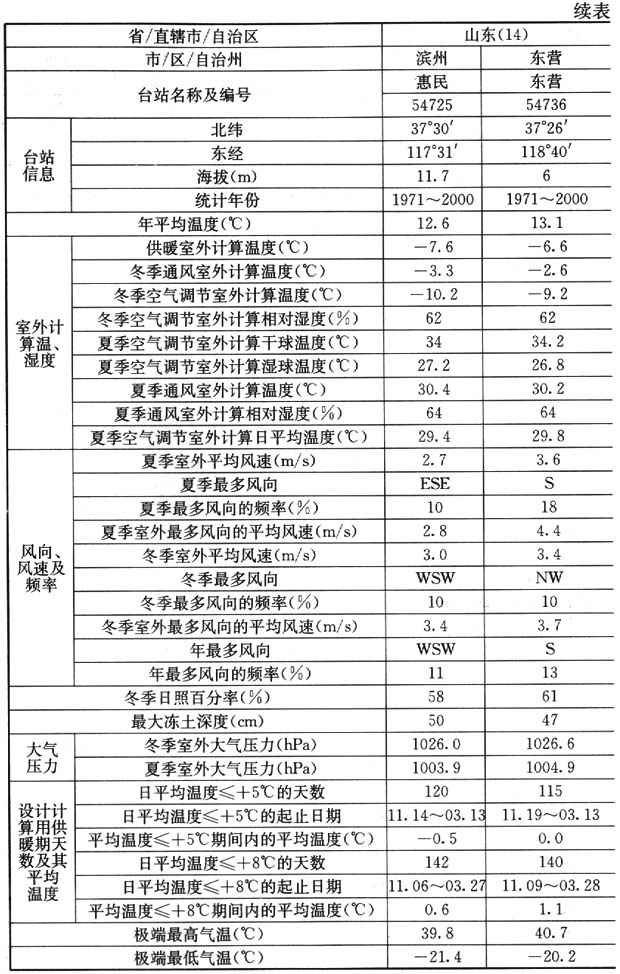 续表
省/直辖市/自治区 山东(14)
市/区/自治州 滨州 东营
台站名称及编号 惠民 东营
54725 54736
台站信息 北纬 37°30′ 37°26′
东经 117°31′ 118°40′
海拔(m) 11.7 6
统计年份 1971～2000 1971～2000
年平均温度(℃) 12.6 13.1
室外计算温、湿度 供暖室外计算温度(℃) －7.6 －6.6
冬季通风室外计算温度(℃) －3.3 －2.6
冬季空气调节室外计算温度(℃) －10.2 －9.2
冬季空气调节室外计算相对湿度(%) 62 62
夏季空气调节室外计算干球温度(℃) 34 34.2
夏季空气调节室外计算湿球温度(℃) 27.2 26.8
夏季通风室外计算温度(℃) 30.4 30.2
夏季通风室外计算相对湿度(%) 64 64
夏季空气调节室外计算日平均温度(℃) 29.4 29.8
风向、风速及频率 夏季室外平均风速(m/s) 2.7 3.6
夏季最多风向 ESE S
夏季最多风向的频率(%) 10 18
夏季室外最多风向的平均风速(m/s) 2.8 4.4
冬季室外平均风速(m/s) 3.0 3.4
冬季最多风向 WSW NW
冬季最多风向的频率(%) 10 10
冬季室外最多风向的平均风速(m/s) 3.4 3.7
年最多风向 WSW S
年最多风向的频率(%) 11 13
冬季日照百分率(%) 58 61
最大冻土深度(cm) 50 47
大气压力 冬季室外大气压力(hPa) 1026.0 1026.6
夏季室外大气压力(hPa) 1003.9 1004.9
设计计算用供暖期天数及其平均温度 日平均温度≤＋5℃的天数 120 115
日平均温度≤＋5℃的起止日期 11.14～03.13 11.19～03.13
平均温度≤＋5℃期间内的平均温度(℃) －0.5 0.0
日平均温度≤＋8℃的天数 142 140
日平均温度≤＋8℃的起止日期 11.06～03.27 11.09～03.28
平均温度≤＋8℃期间内的平均温度(℃) 0.6 1.1
极端最高气温(℃) 39.8 40.7
极端最低气温(℃) －21.4 －20.2